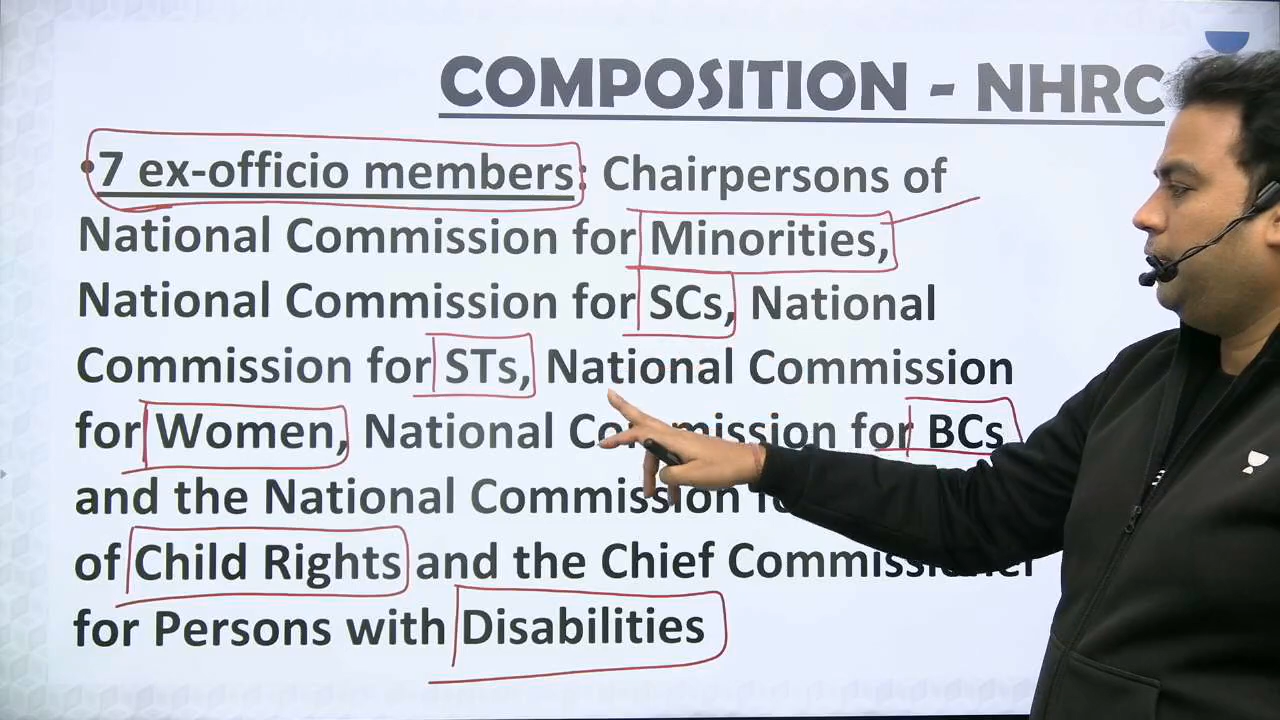 COMPOSITION - NHRC
•7 ex-officio members: Chairpersons of
National Commission for Minorities,
National Commission for SCs, National
Commission for STs, National Commission
for Women, National Commission for BCs
and the National Commission
of Child Rights and the Chief Commissioner
for Persons with Disabilities